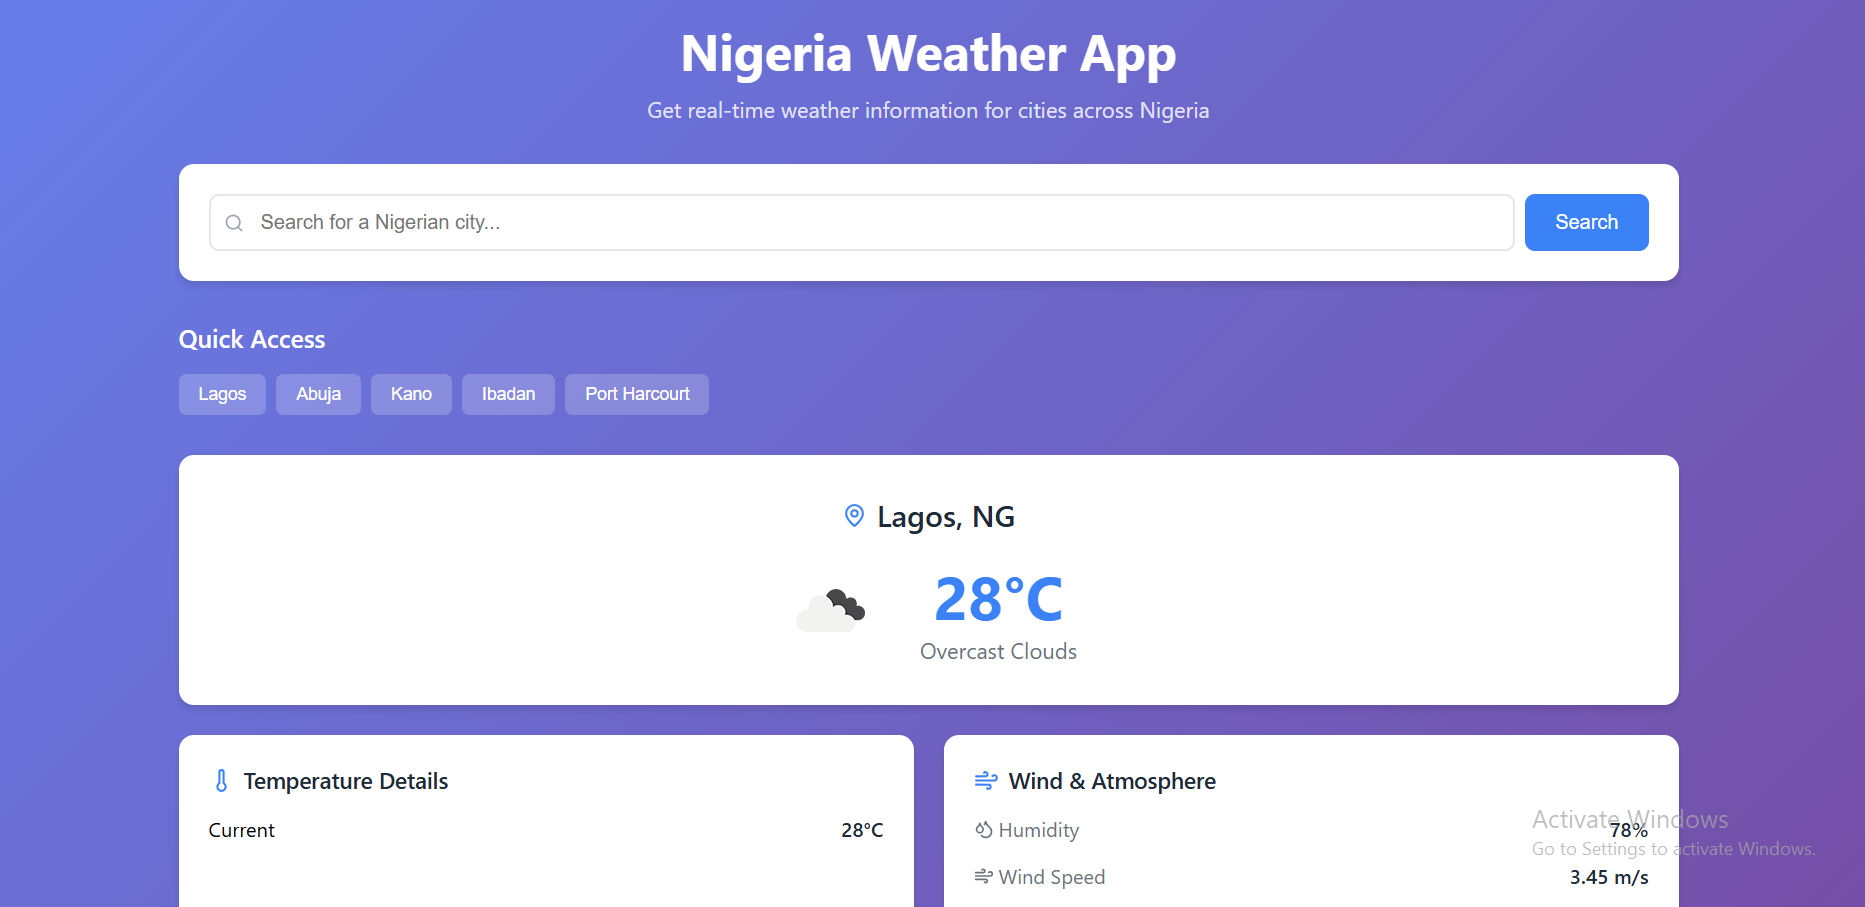 Nigeria Weather App
Get real-time weather information for cities across Nigeria
Search for a Nigerian city...
Search
Quick Access
Lagos
Abuja
Kano
Ibadan
Port Harcourt
Lagos, NG
28°C
Overcast Clouds
Temperature Details
Current 28°C
Wind & Atmosphere
Humidity 78%
Wind Speed 3.45 m/s
Activate Windows
Go to Settings to activate Windows.